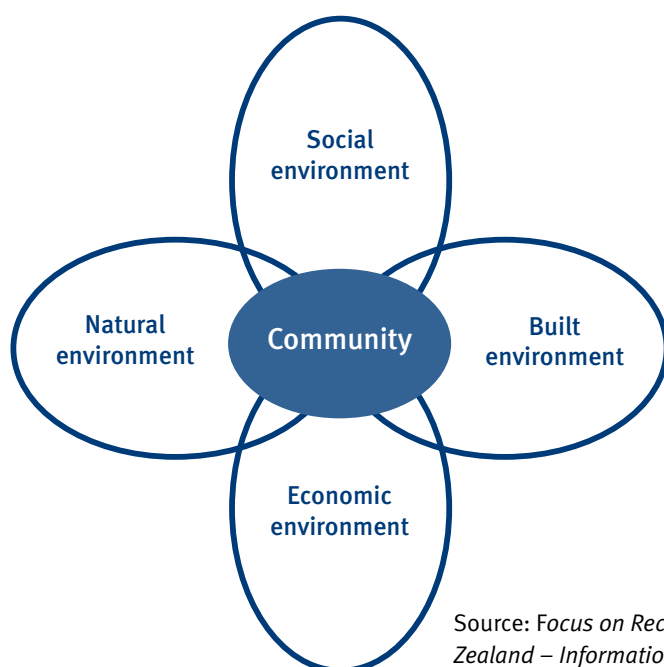 Social
environment
Natural
environment
Community
Built
environment
Economic
environment
Source: Focus on Rec
Zealand – Informatio